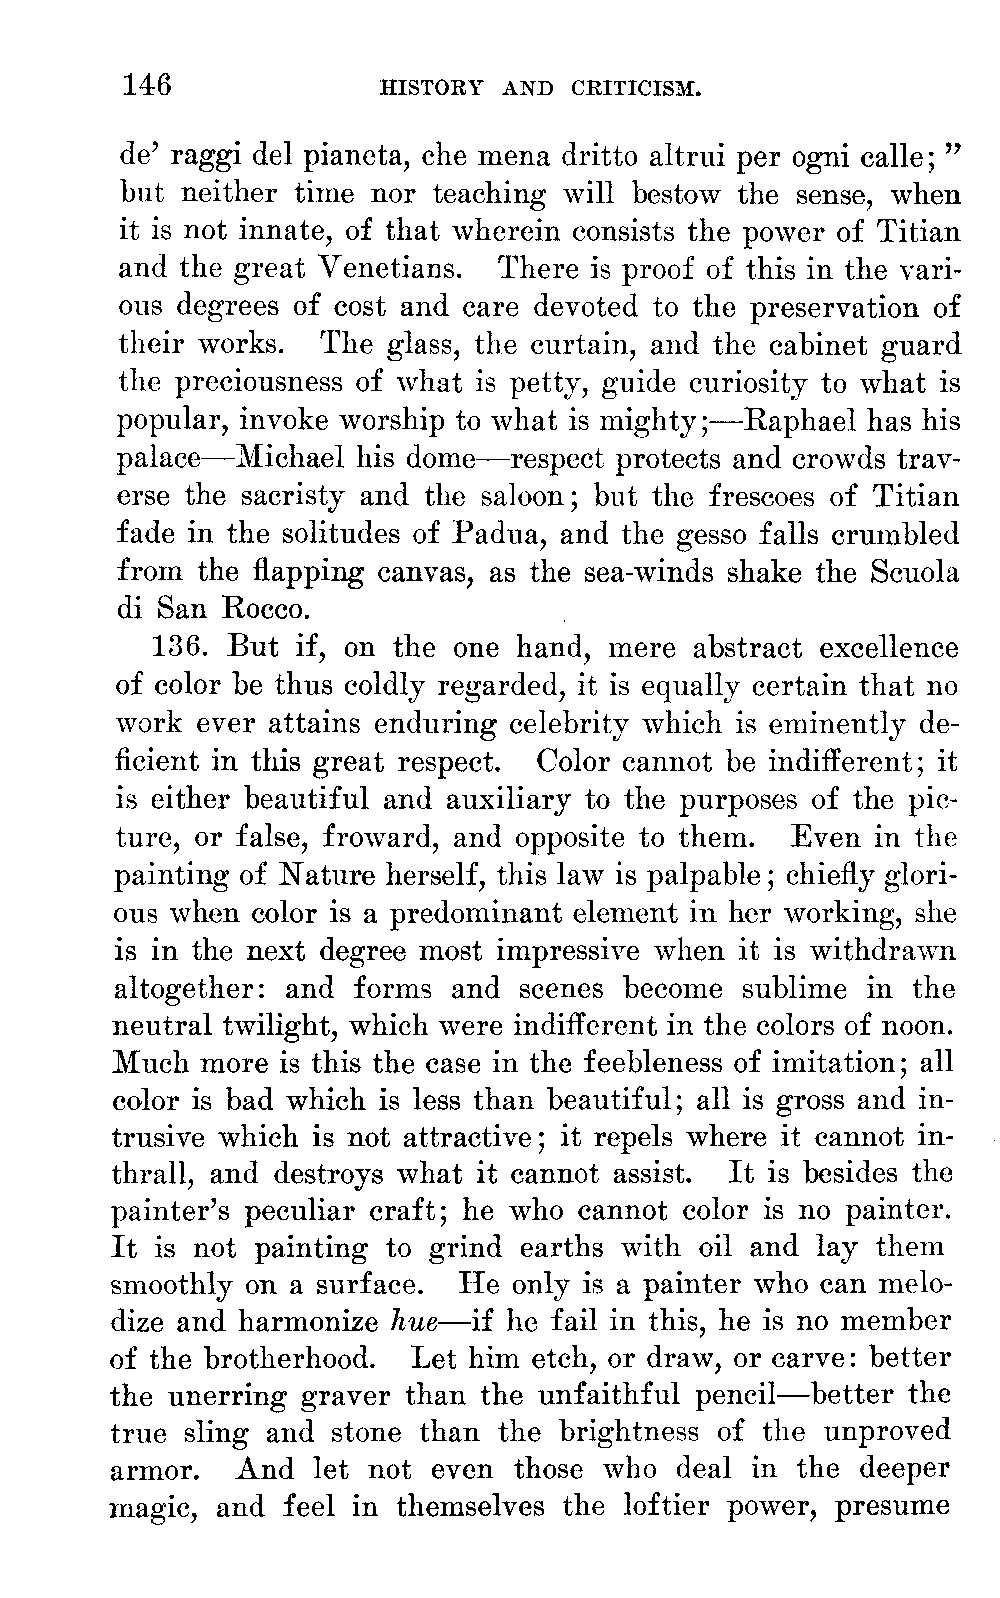 146 HISTORY AND CRITICISM.
de' raggi del pianeta, che mena dritto altrui per ogni calle; "
but neither time nor teaching will bestow the sense, when
it is not innate, of that wherein consists the power of Titian
and the great Venetians. There is proof of this in the vari-
ous degrees of cost and care devoted to the preservation of
their works. The glass, the curtain, and the cabinet guard
the preciousness of what is petty, guide curiosity to what is
popular, invoke worship to what is mighty;—Raphael has his
palace—Michael his dome—respect protects and crowds trav-
erse the sacristy and the saloon; but the frescoes of Titian
fade in the solitudes of Padua, and the gesso falls crumbled
from the flapping canvas, as the sea-winds shake the Scuola
di San Rocco.
136. But if, on the one hand, mere abstract excellence
of color be thus coldly regarded, it is equally certain that no
work ever attains enduring celebrity which is eminently de-
ficient in this great respect. Color cannot be indifferent; it
is either beautiful and auxiliary to the purposes of the pic-
ture, or false, froward, and opposite to them. Even in the
painting of Nature herself, this law is palpable; chiefly glori-
ous when color is a predominant element in her working, she
is in the next degree most impressive when it is withdrawn
altogether: and forms and scenes become sublime in the
neutral twilight, which were indifferent in the colors of noon.
Much more is this the case in the feebleness of imitation; all
color is bad which is less than beautiful; all is gross and in-
trusive which is not attractive; it repels where it cannot in-
thrall, and destroys what it cannot assist. It is besides the
painter's peculiar craft; he who cannot color is no painter.
It is not painting to grind earths with oil and lay them
smoothly on a surface. He only is a painter who can melo-
dize and harmonize hue—if he fail in this, he is no member
of the brotherhood. Let him etch, or draw, or carve: better
the unerring graver than the unfaithful pencil—better the
true sling and stone than the brightness of the unproved
armor. And let not even those who deal in the deeper
magic, and feel in themselves the loftier power, presume